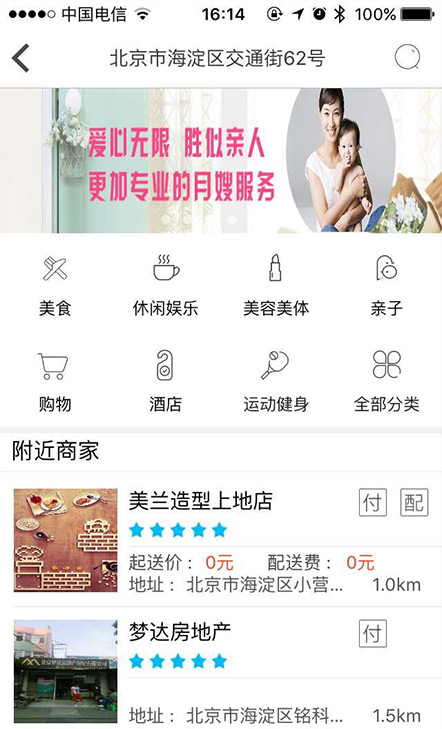 中国电信 16:14 100%
北京市海淀区交通街62号
爱心无限 胜似亲人
更加专业的月嫂服务
美食 休闲娱乐 美容美体 亲子
购物 酒店 运动健身 全部分类
附近商家
美兰造型上地店 付 配
起送价： 0元 配送费： 0元
地址： 北京市海淀区小营... 1.0km
梦达房地产 付
地址： 北京市海淀区铭科... 1.5km